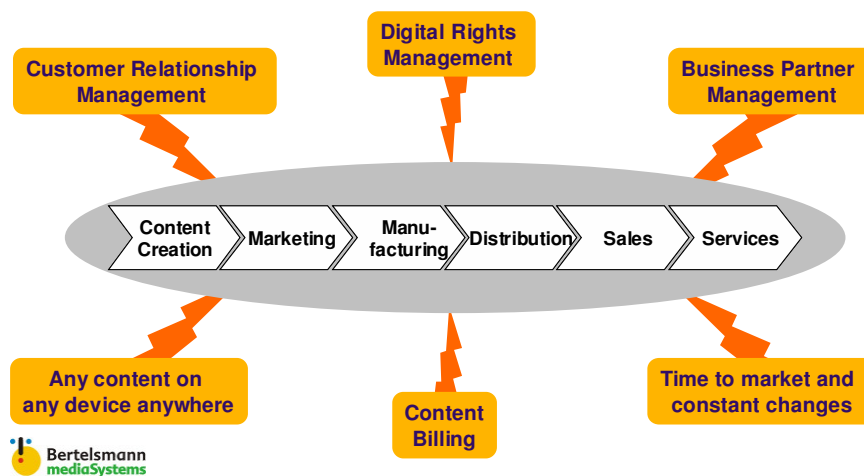 Digital Rights
Management
Customer Relationship
Management
Business Partner
Management
Content
Creation
Marketing
Manu-
facturing
Distribution
Sales
Services
Any content on
any device anywhere
Content
Billing
Time to market and
constant changes
Bertelsmann
mediaSystems